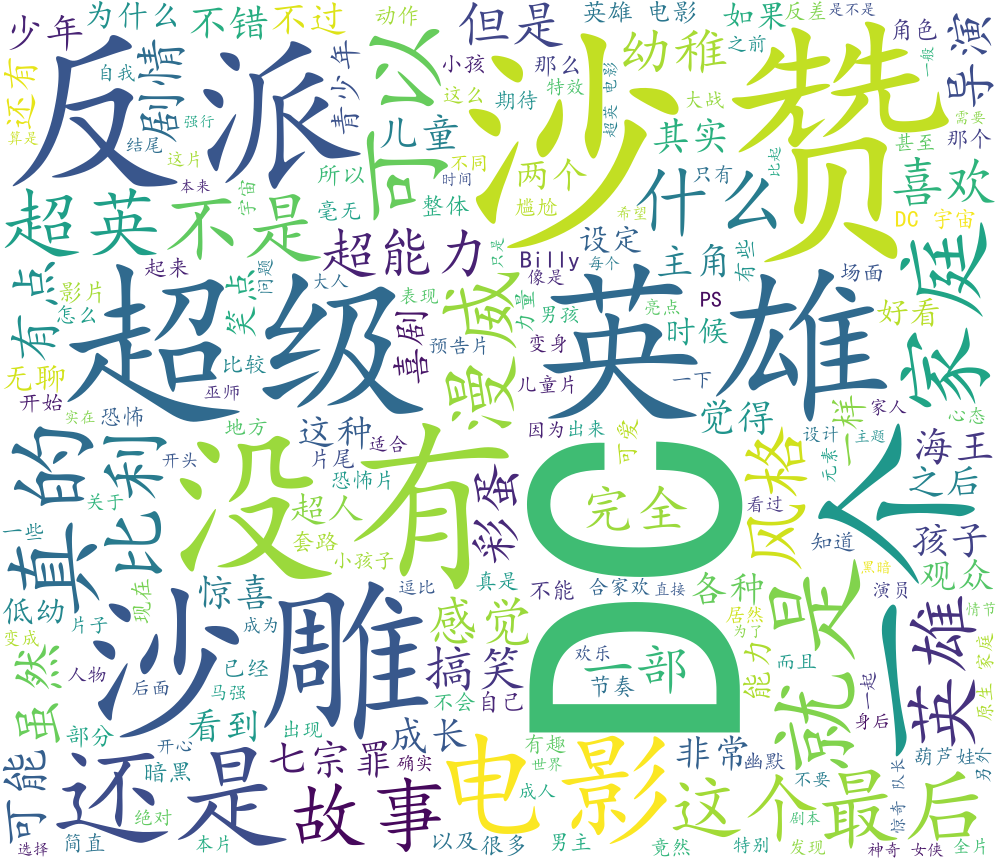 少年
为什么
不错
不过
动作
但是
英雄 电影
如果
反差
是不是
角色
导演
一般
还有
反派
自我
剧情
青少年
可以
小孩
那么
幼稚
之前
赞
沙
特效
超英 电影
大战
这么
期待
儿童
其实
需要
甚至
那个
算是
结尾
强行
这片
本来
所以
不同
时间
两个
什么
只有
比起
喜欢
超英
不是
宇宙
毫无
整体
尴尬
希望
DC 宇宙
有点
起来
问题
超能力
只是
Billy
设定
主角
有些
场面
家庭
影片
笑点
大人
表现
漫威
力量
像是
每个
PS
英雄
好看
怎么
超级
喜剧
男孩
亮点
时候
无聊
比较
预告片
变身
开始
巫师
儿童片
一下
家人
心态
实在
恐怖
地方
这种
适合
因为
出来
可爱
觉得
设计
主题
一样
海王
真的
比利
开头
没有
片尾
恐怖片
彩蛋
DC
完全
风格
元素
一个
之后
看过
关于
超人
一些
套路
小孩子
知道
孩子
低幼
现在
惊喜
逗比
真是
不能
合家欢
直接
各种
黑暗
演员
观众
变成
片子
沙雕
成为
感觉
居然
为了
就是
情节
虽然
人物
后面
已经
马强
搞笑
不会
自己
欢乐
一部
节奏
能力
而且
一起
身后
英雄
原生 家庭
部分
看到
出现
成长
有趣
非常
幽默
葫芦娃
另外
可能
暗黑
开心
还是
七宗罪
确实
电影
世界
成人
这个
不要
剧本
最后
队长
惊奇
绝对
故事
选择
简直
本片
以及
很多
男主
竟然
特别
发现
神奇 女侠
全片